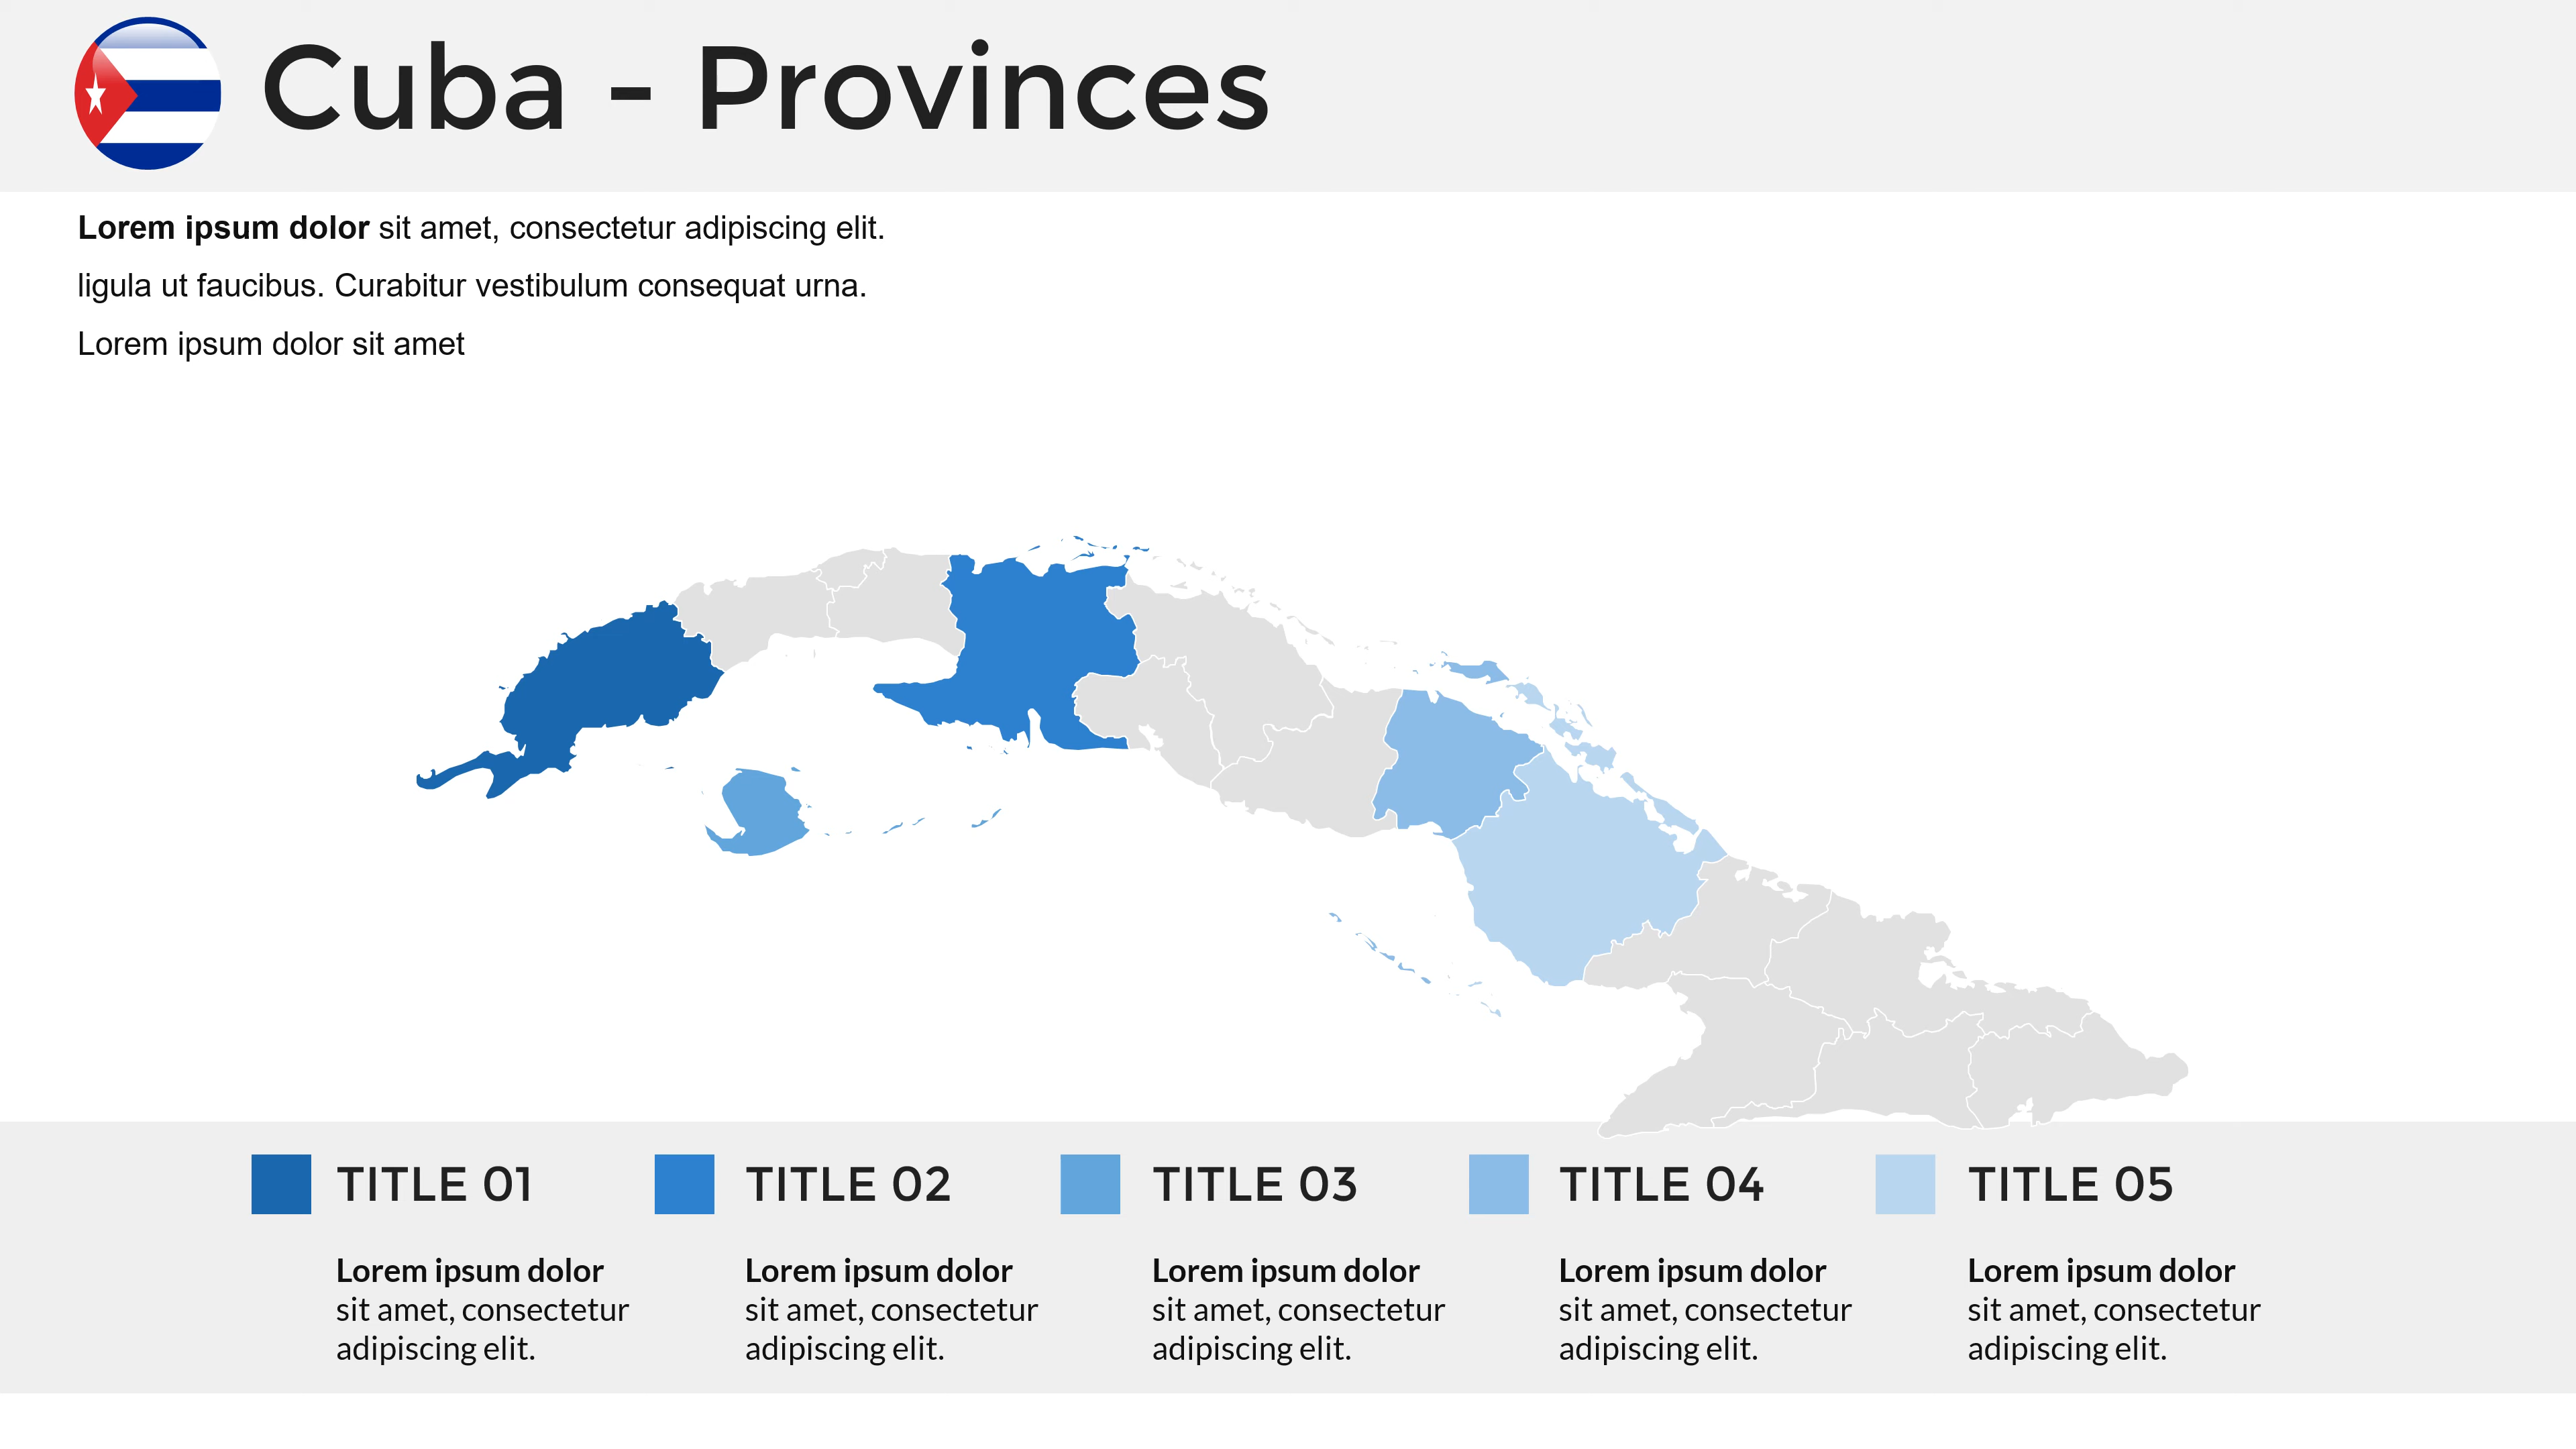 Cuba - Provinces
Lorem ipsum dolor sit amet, consectetur adipiscing elit.
ligula ut faucibus. Curabitur vestibulum consequat urna.
Lorem ipsum dolor sit amet
TITLE 01
Lorem ipsum dolor
sit amet, consectetur
adipiscing elit.
TITLE 02
Lorem ipsum dolor
sit amet, consectetur
adipiscing elit.
TITLE 03
Lorem ipsum dolor
sit amet, consectetur
adipiscing elit.
TITLE 04
Lorem ipsum dolor
sit amet, consectetur
adipiscing elit.
TITLE 05
Lorem ipsum dolor
sit amet, consectetur
adipiscing elit.